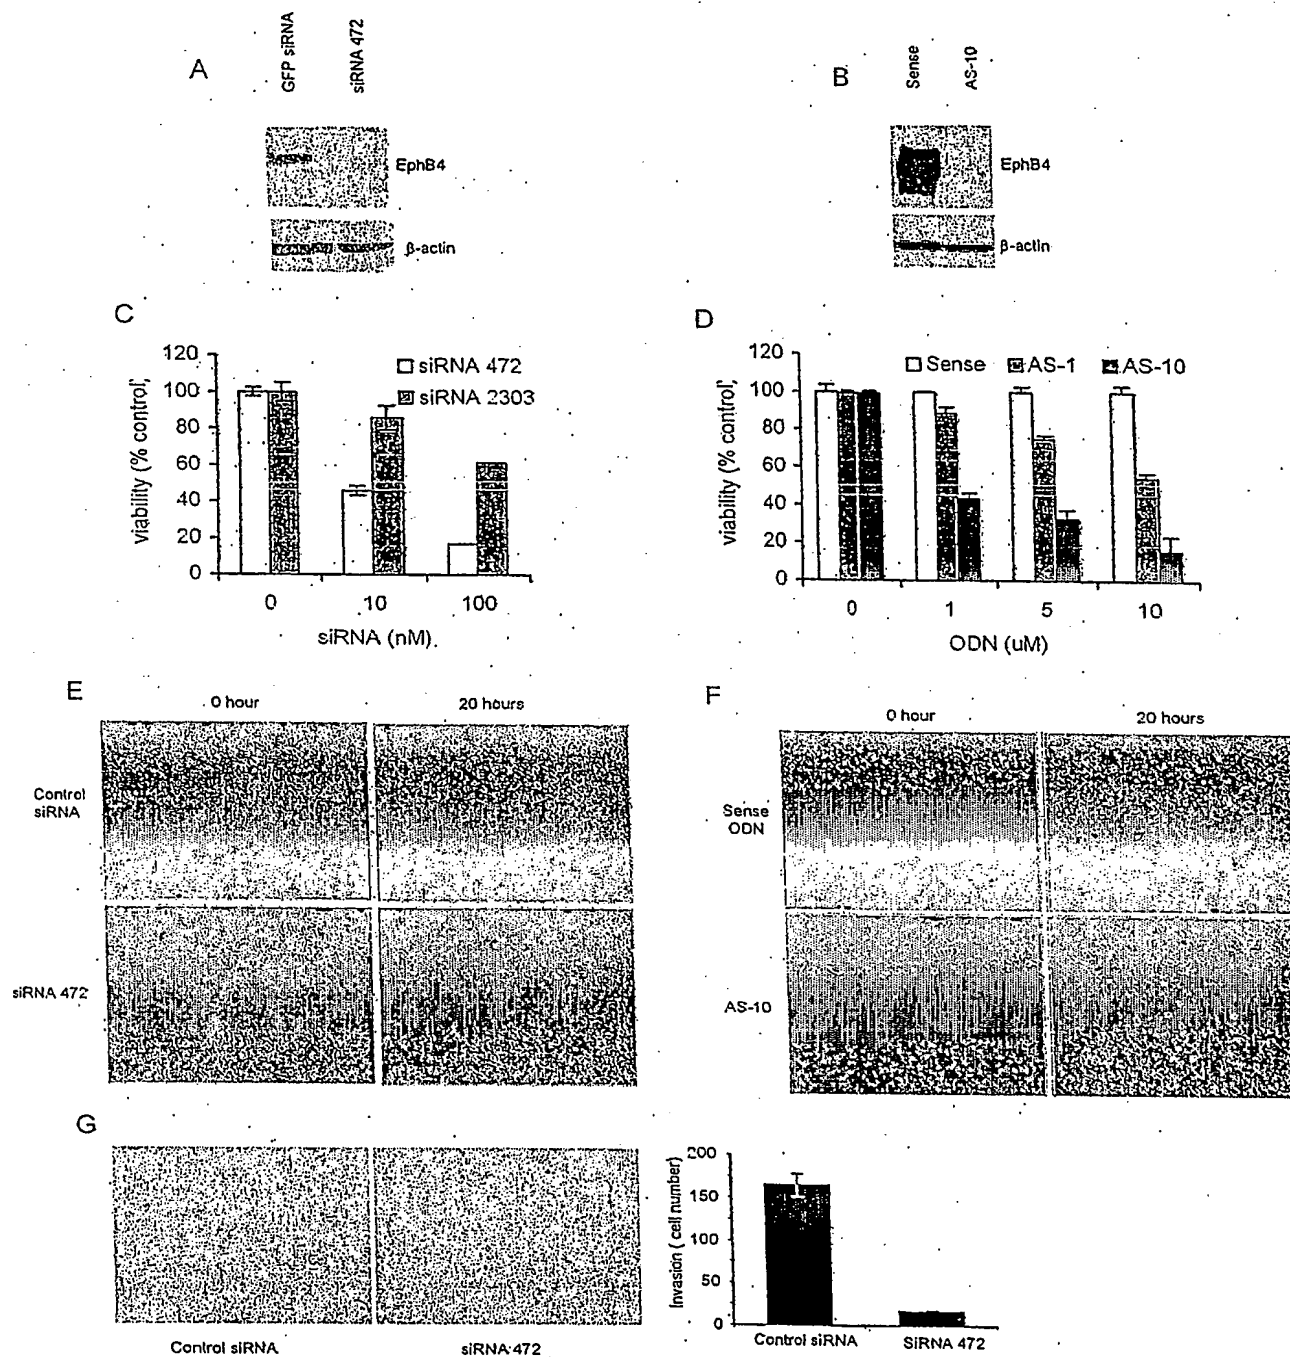 A
GFP siRNA
siRNA 472
EphB4
β-actin
B
Sense
AS-10
EphB4
β-actin
C
viability (% control)
120
100
80
60
40
20
0
siRNA 472
siRNA 2303
0 10 100
siRNA (nM)
D
viability (% control)
120
100
80
60
40
20
0
Sense AS-1 AS-10
0 1 5 10
ODN (uM)
E
0 hour 20 hours
Control
siRNA
siRNA 472
F
0 hour 20 hours
Sense
ODN
AS-10
G
Control siRNA siRNA 472
Invasion ( cell number)
200
150
100
50
0
Control siRNA SiRNA 472